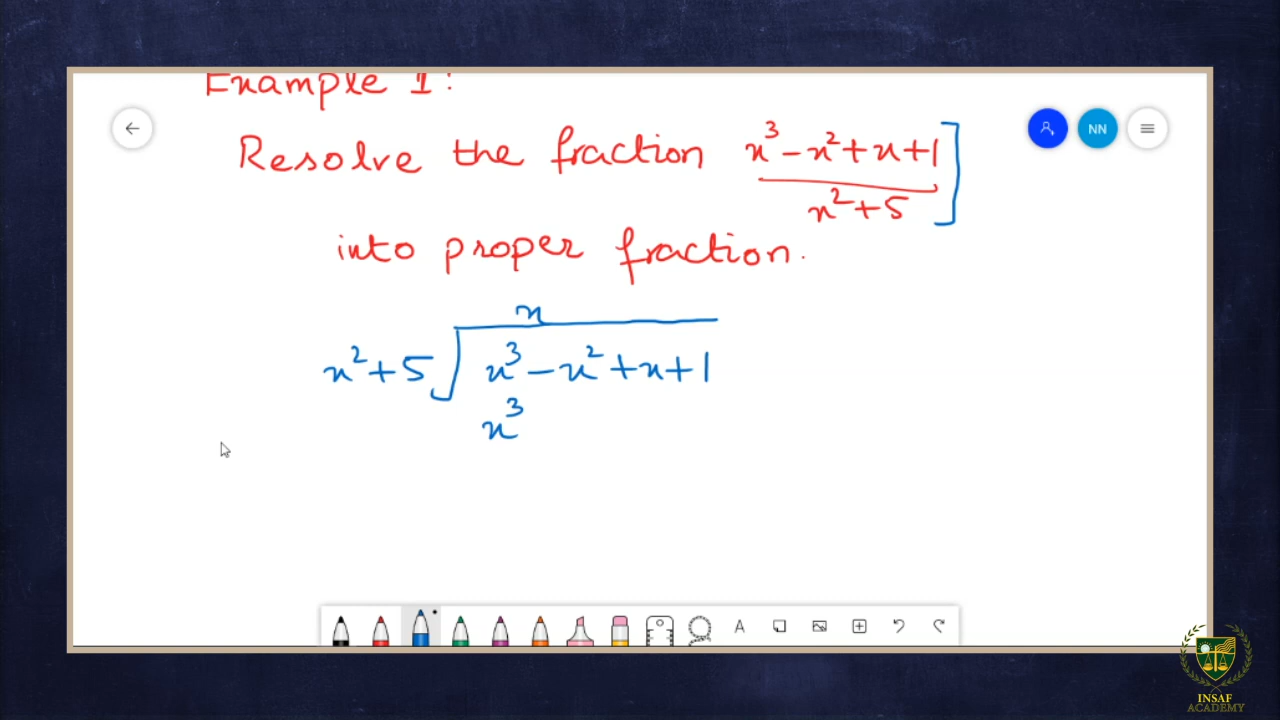 Example 1:
Resolve the fraction x³ - x² + x + 1
x² + 5
into proper fraction.
x
x² + 5 x³ - x² + x + 1
x³
NN
A
INSAF
ACADEMY